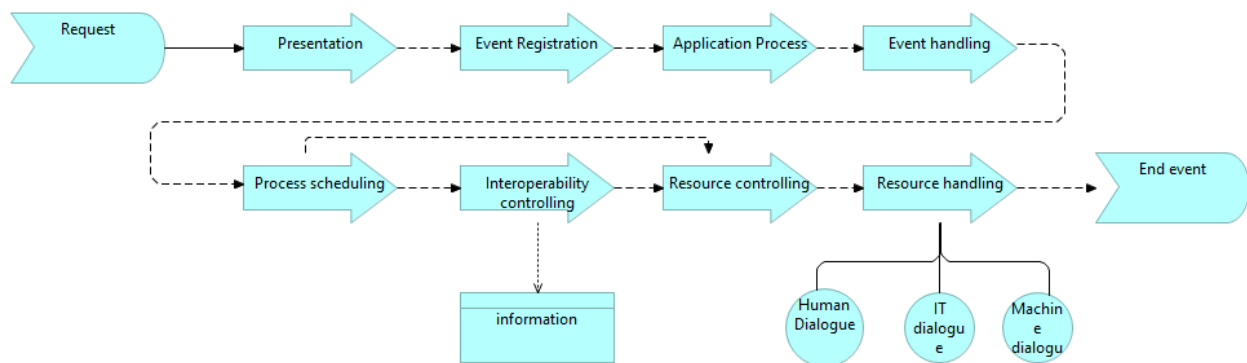 Request
Presentation
Event Registration
Application Process
Event handling
Process scheduling
Interoperability
controlling
Resource controlling
Resource handling
End event
information
Human
Dialogue
IT
dialogu
e
Machin
e
dialogu